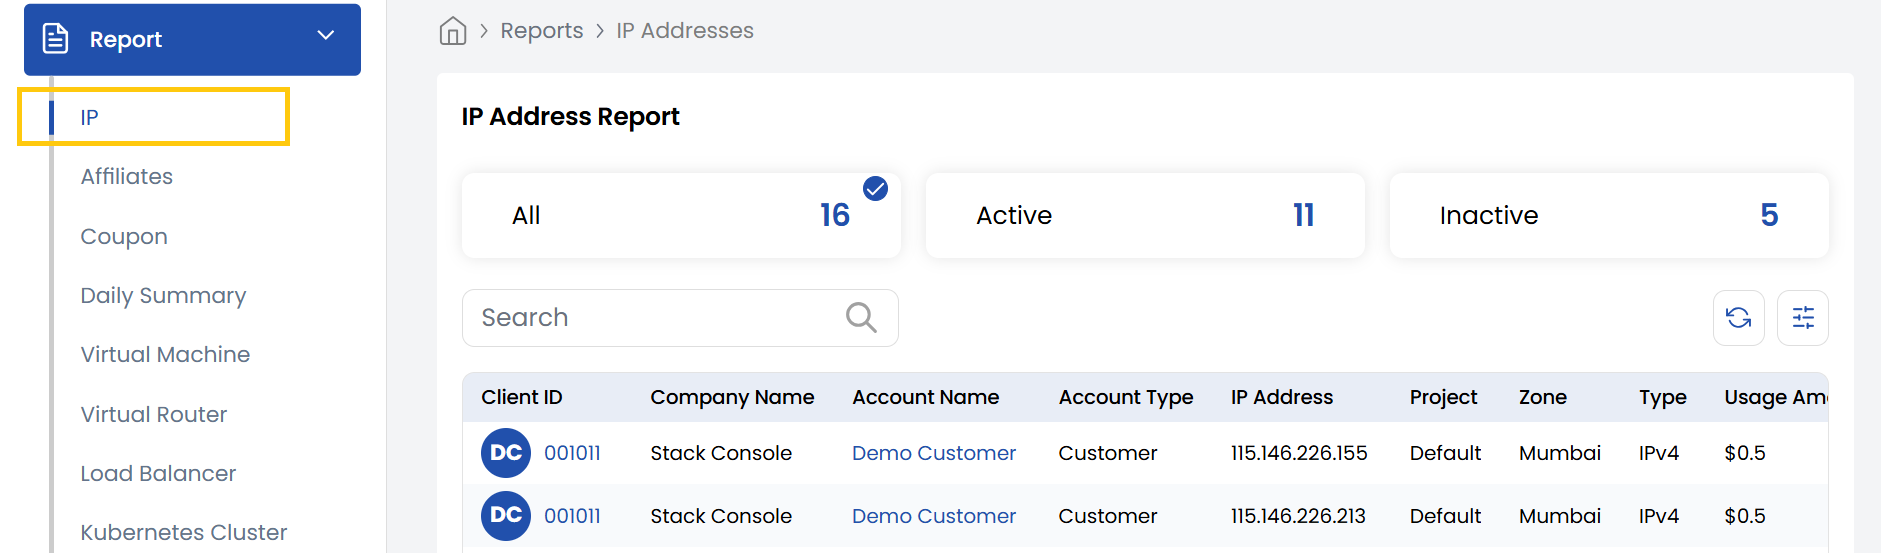 Report
IP
Affiliates
Coupon
Daily Summary
Virtual Machine
Virtual Router
Load Balancer
Kubernetes Cluster
Reports > IP Addresses
IP Address Report
All 16
Active 11
Inactive 5
Search
Client ID Company Name Account Name Account Type IP Address Project Zone Type Usage Am
DC 001011 Stack Console Demo Customer Customer 115.146.226.155 Default Mumbai IPv4 $0.5
DC 001011 Stack Console Demo Customer Customer 115.146.226.213 Default Mumbai IPv4 $0.5